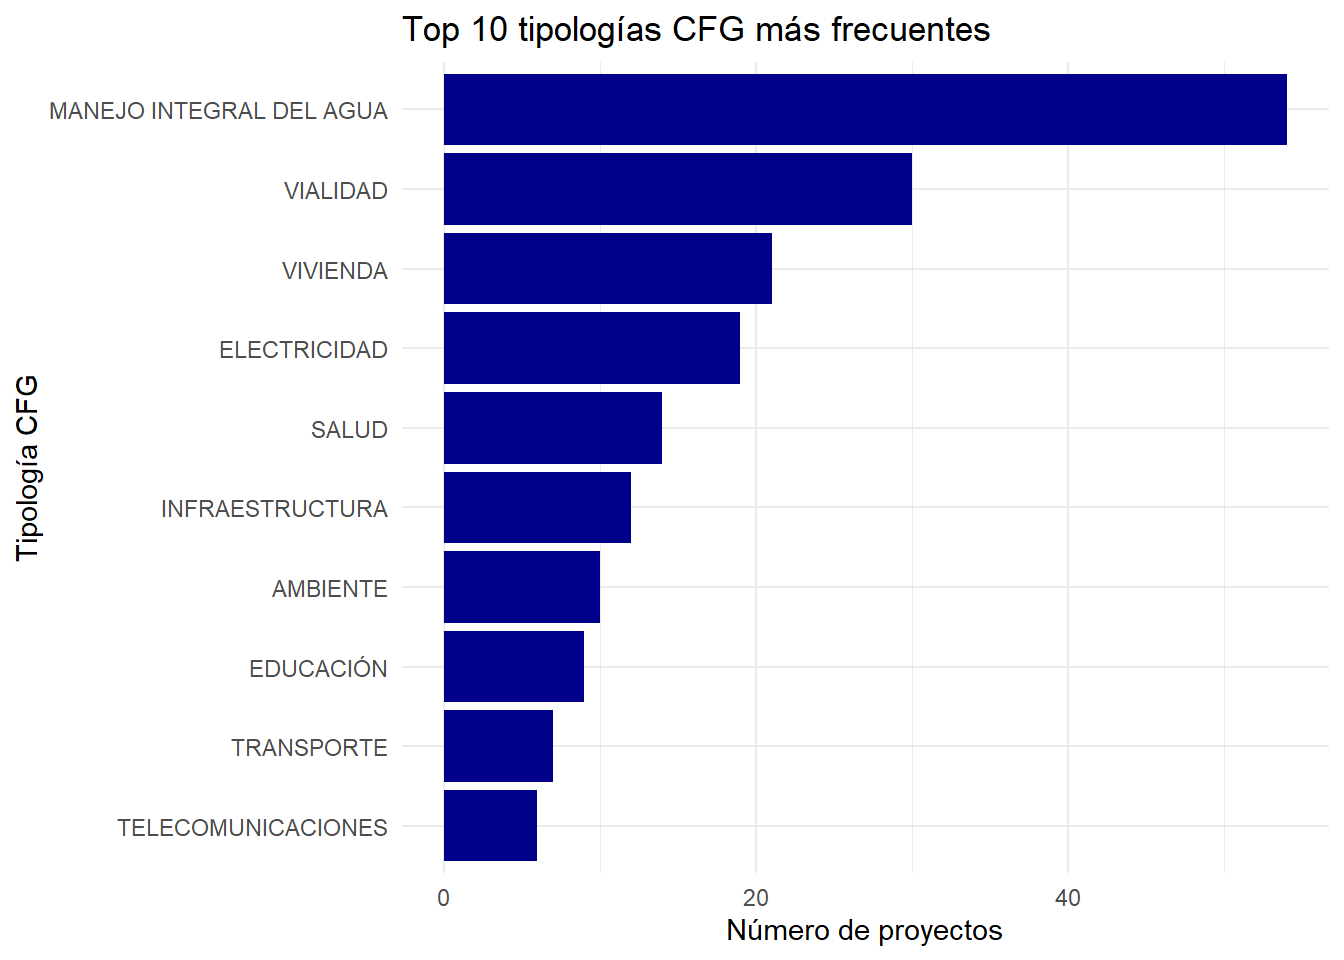 Top 10 tipologías CFG más frecuentes
MANEJO INTEGRAL DEL AGUA
VIALIDAD
VIVIENDA
ELECTRICIDAD
SALUD
INFRAESTRUCTURA
AMBIENTE
EDUCACIÓN
TRANSPORTE
TELECOMUNICACIONES
Tipología CFG
0 20 40
Número de proyectos